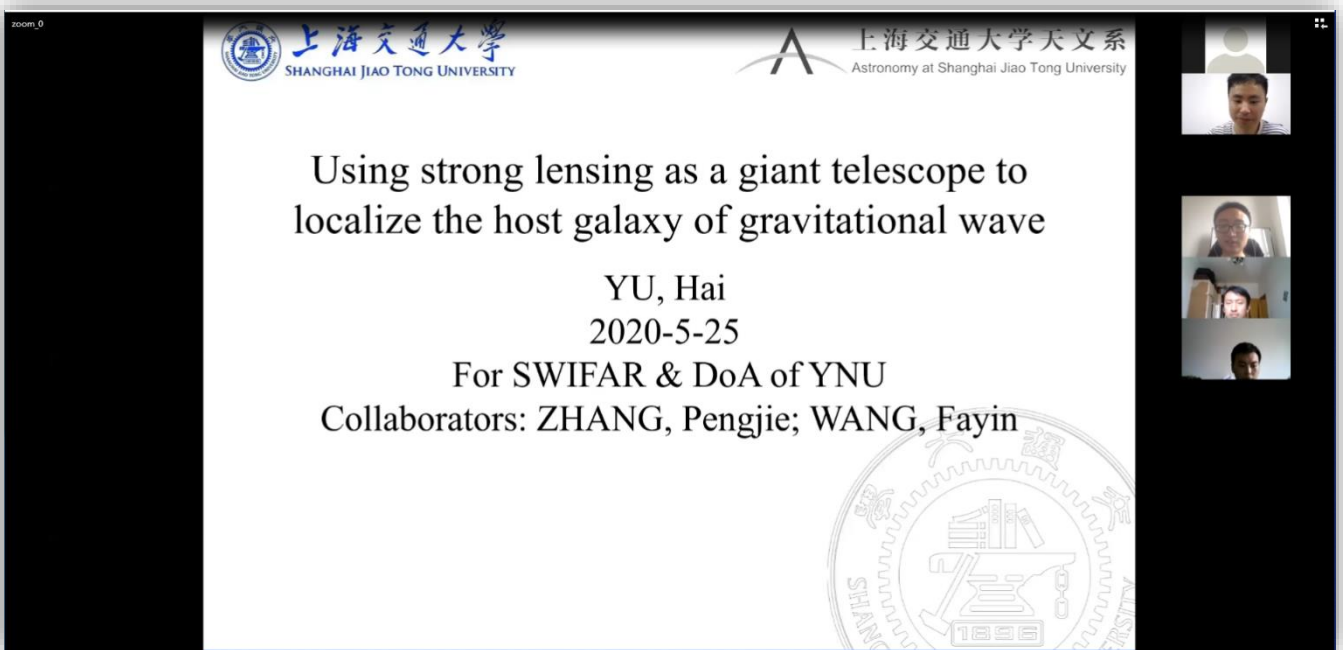 zoom_0
上海交通大學
SHANGHAI JIAO TONG UNIVERSITY
上海交通大学天文系
Astronomy at Shanghai Jiao Tong University
Using strong lensing as a giant telescope to
localize the host galaxy of gravitational wave
YU, Hai
2020-5-25
For SWIFAR & DoA of YNU
Collaborators: ZHANG, Pengjie; WANG, Fayin
1896